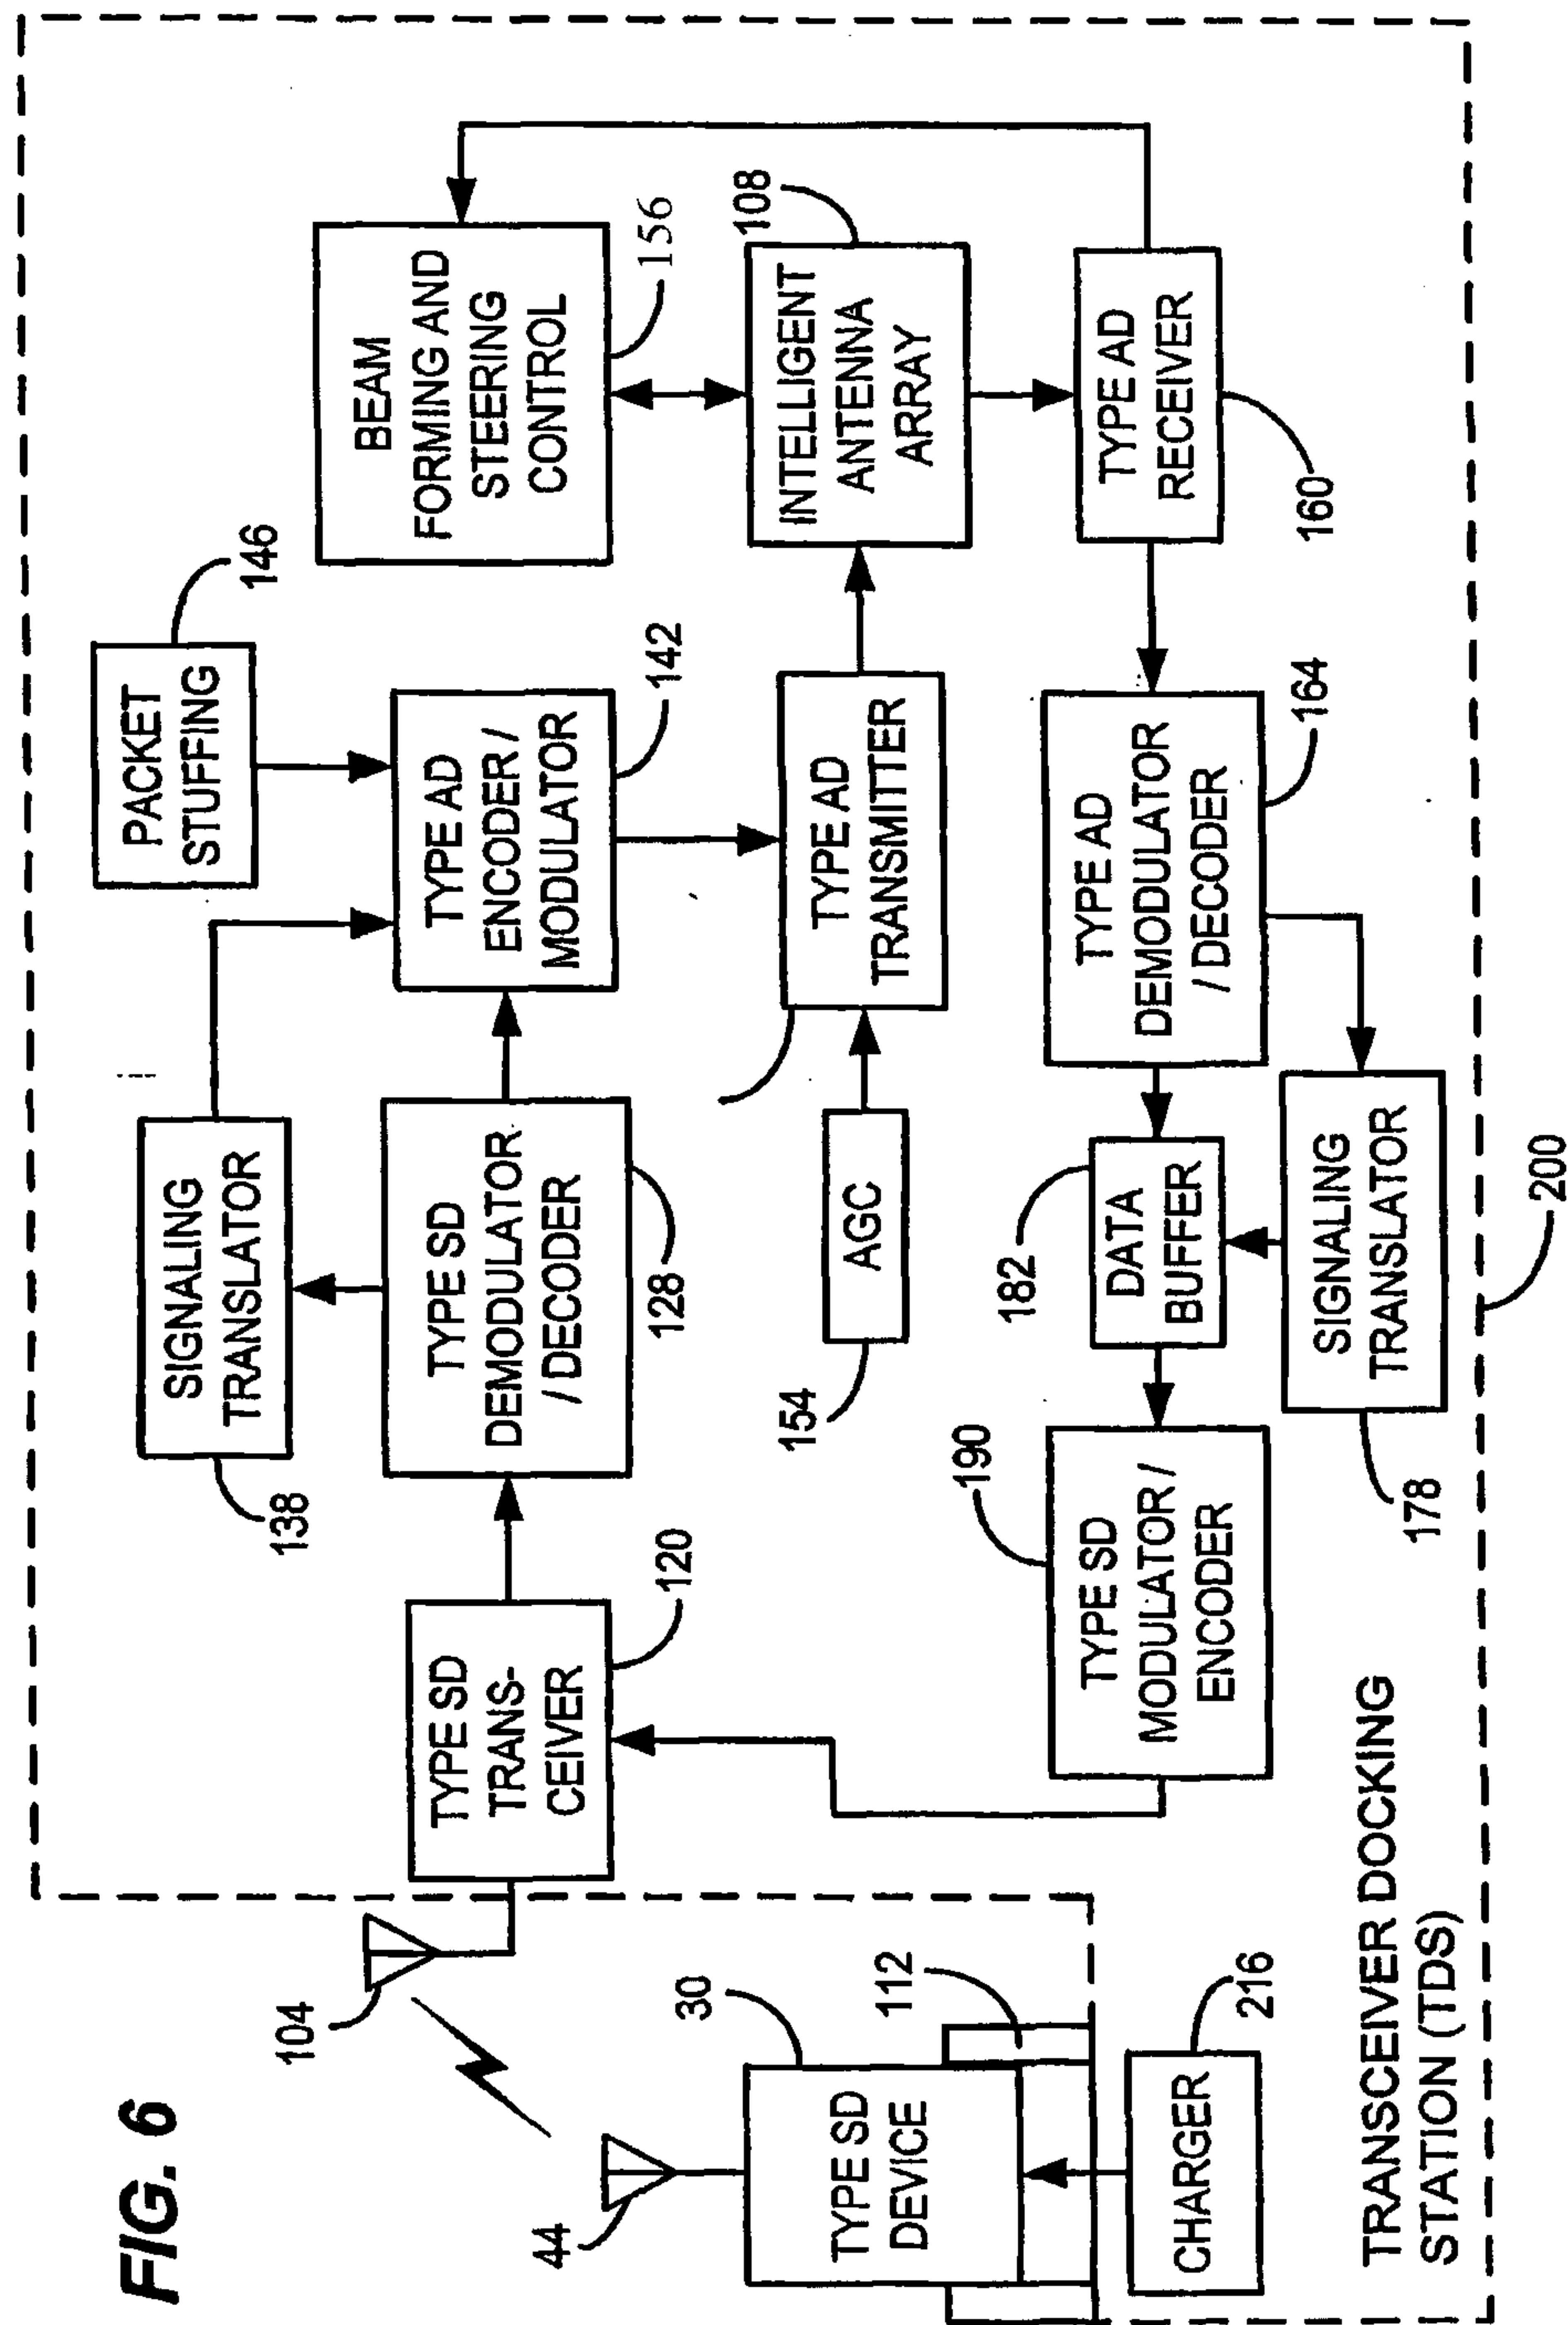 FIG. 6
PACKET
STUFFING
146
SIGNALING
TRANSLATOR
138
TYPE AD
ENCODER /
MODULATOR
142
BEAM
FORMING AND
STEERING
CONTROL
156
TYPE SD
TRANS-
CEIVER
120
TYPE SD
DEMODULATOR
/ DECODER
128
104
44
TYPE AD
TRANSMITTER
INTELLIGENT
ANTENNA
ARRAY
108
AGC
154
TYPE SD
DEVICE
30
112
CHARGER
216
TYPE SD
MODULATOR /
ENCODER
190
DATA
BUFFER
182
TYPE AD
DEMODULATOR
/ DECODER
164
TYPE AD
RECEIVER
160
SIGNALING
TRANSLATOR
178
TRANSCEIVER DOCKING
STATION (TDS)
200